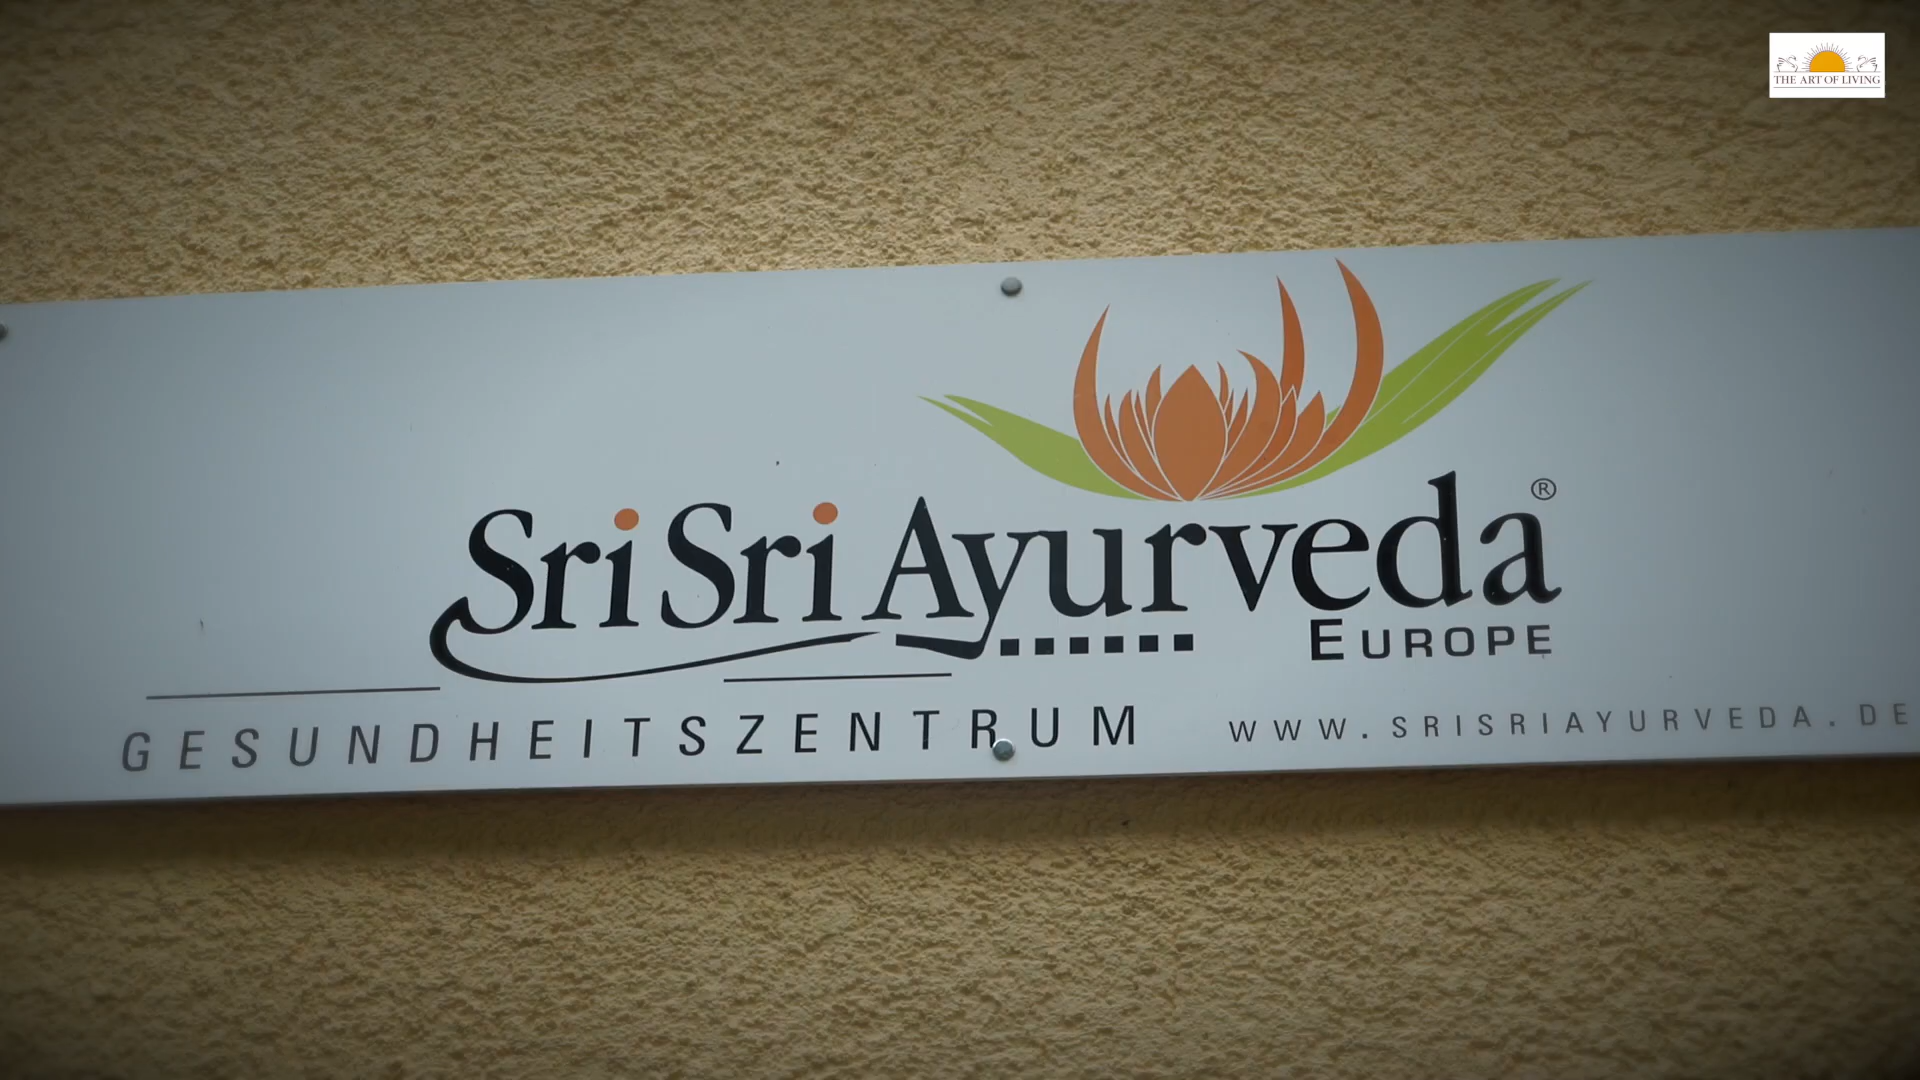 THE ART OF LIVING
Sri Sri Ayurveda®
EUROPE
GESUNDHEITSZENTRUM
WWW.SRISRIAYURVEDA.DE